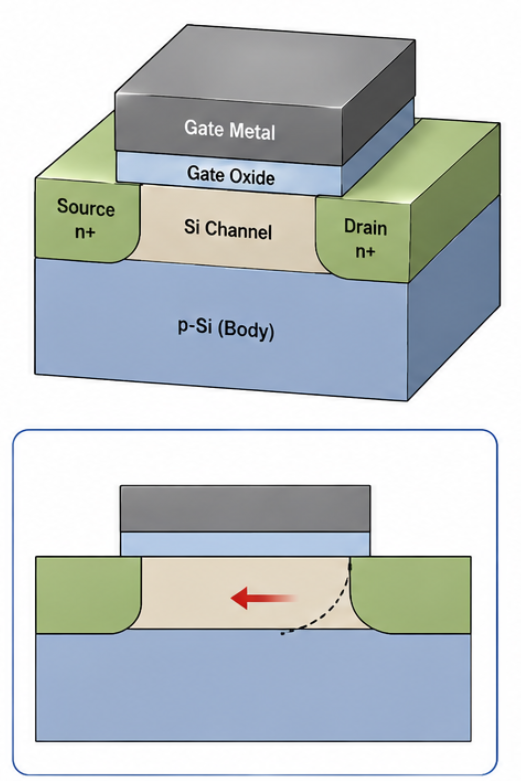 Gate Metal
Gate Oxide
Source
n+
Si Channel
Drain
n+
p-Si (Body)